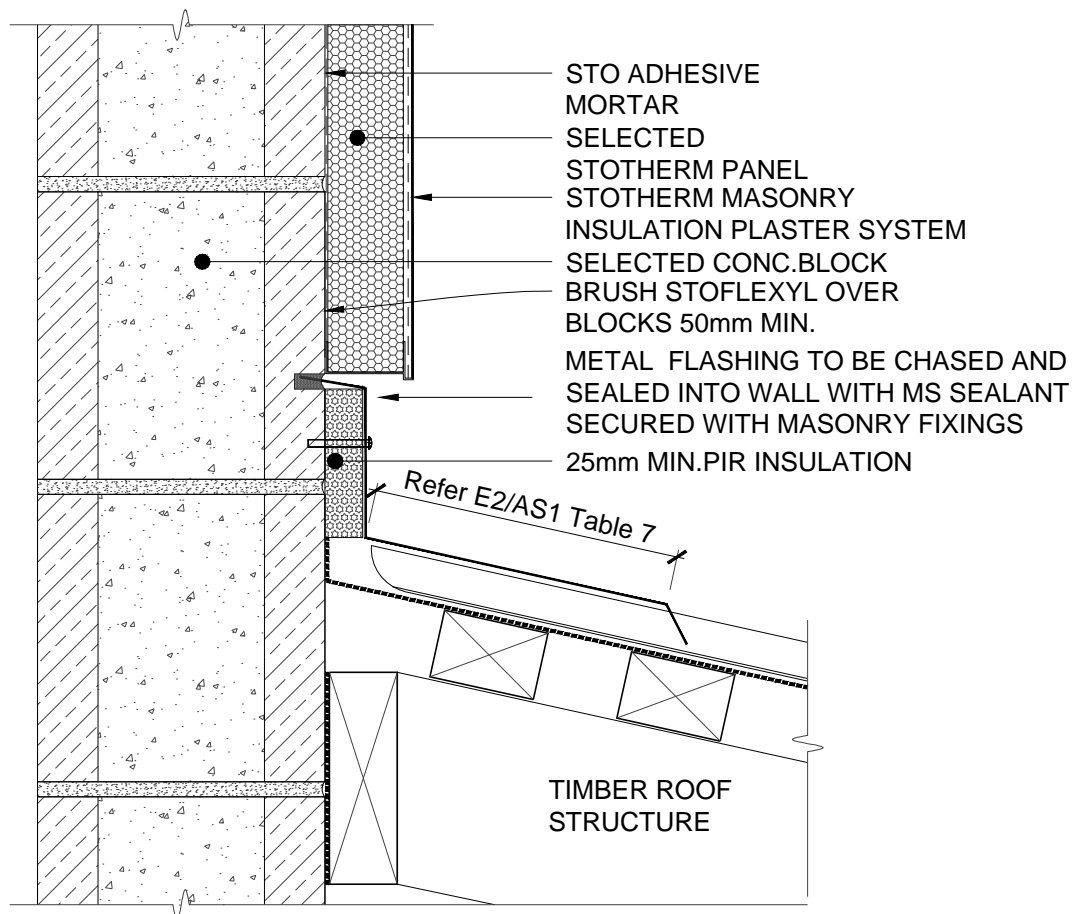 STO ADHESIVE
MORTAR
SELECTED
STOTHERM PANEL
STOTHERM MASONRY
INSULATION PLASTER SYSTEM
SELECTED CONC.BLOCK
BRUSH STOFLEXYL OVER
BLOCKS 50mm MIN.
METAL FLASHING TO BE CHASED AND
SEALED INTO WALL WITH MS SEALANT
SECURED WITH MASONRY FIXINGS
25mm MIN.PIR INSULATION
Refer E2/AS1 Table 7
TIMBER ROOF
STRUCTURE